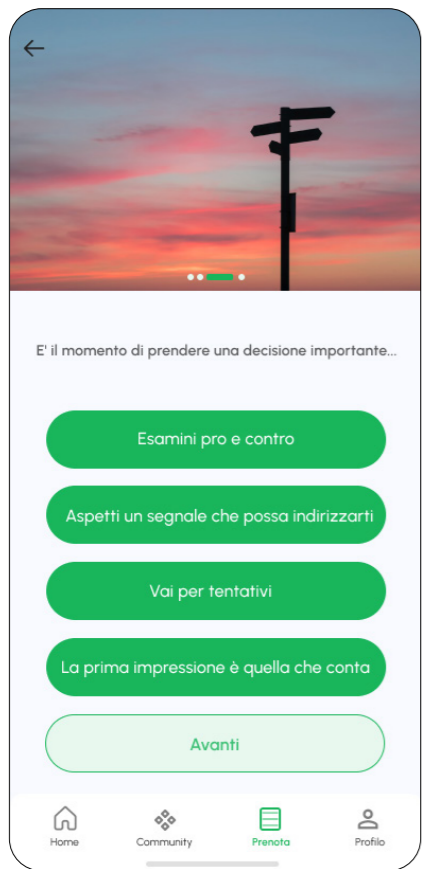 E' il momento di prendere una decisione importante...
Esamini pro e contro
Aspetti un segnale che possa indirizzarti
Vai per tentativi
La prima impressione è quella che conta
Avanti
Home
Community
Prenota
Profilo